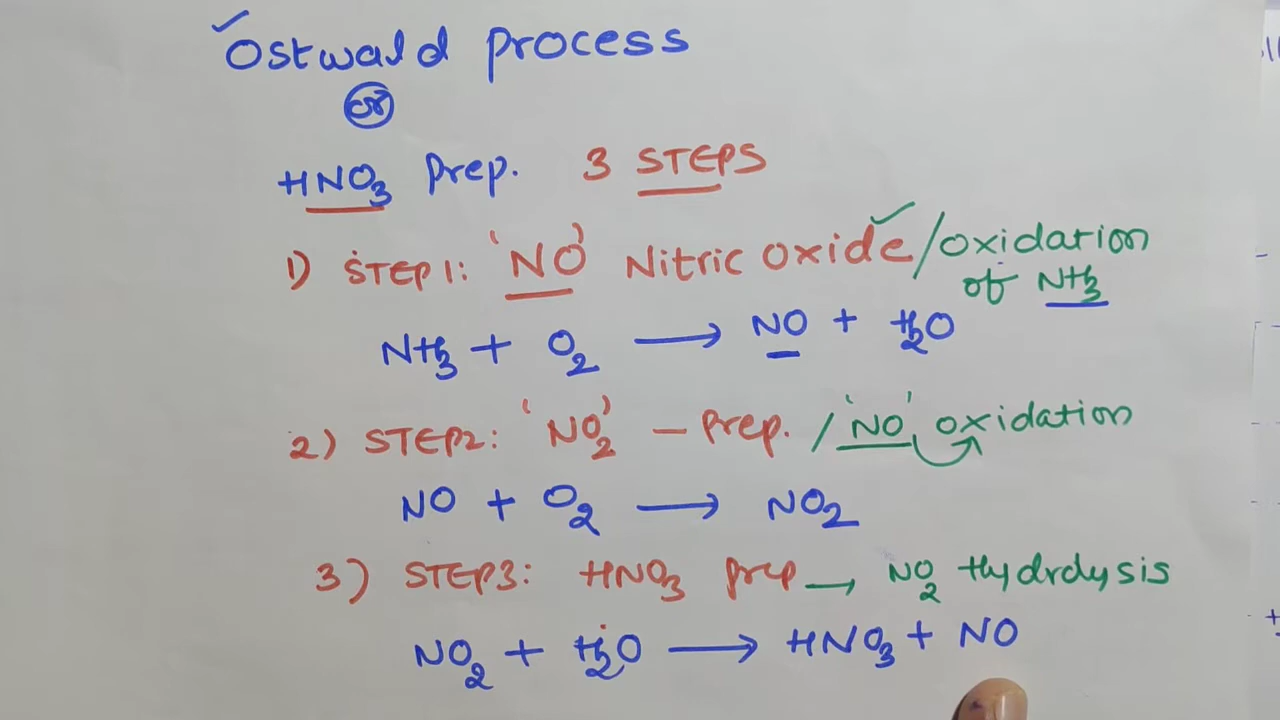 Ostwald process
or
HNO3 prep. 3 STEPS
1) STEP1: 'NO' Nitric oxide/oxidation of NH3
NH3 + O2 → NO + H2O
2) STEP2: 'NO2' – Prep. / 'NO' oxidation
NO + O2 → NO2
3) STEP3: HNO3 prep → NO2 Hydrolysis
NO2 + H2O → HNO3 + NO